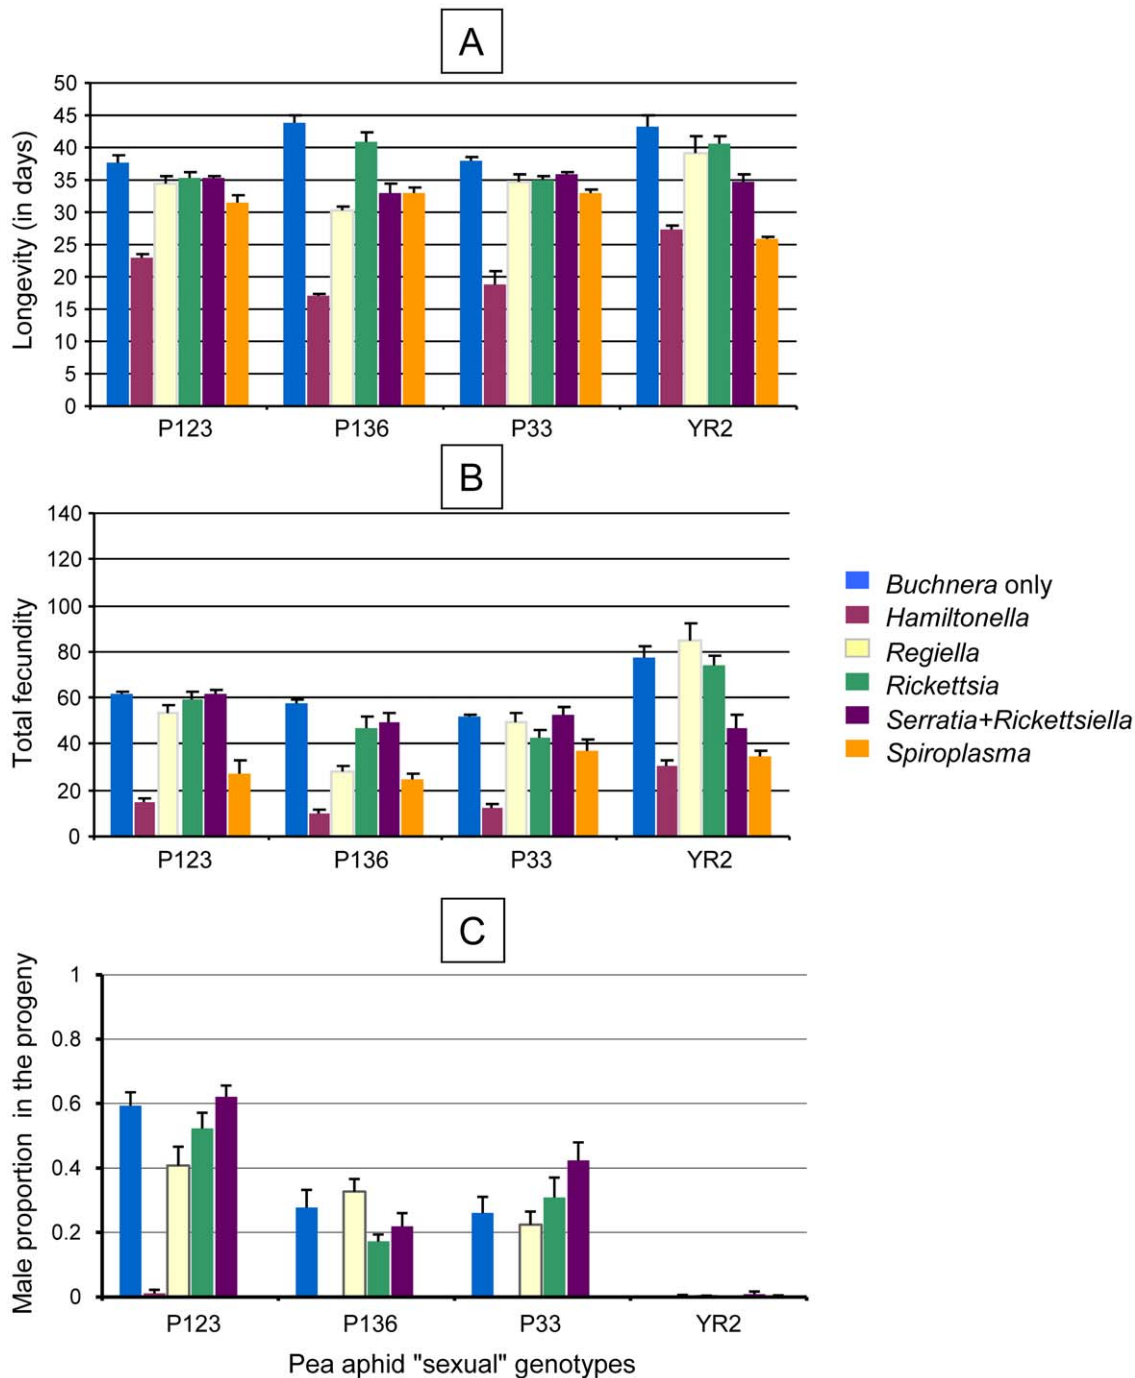 A
Longevity (in days)
50
45
40
35
30
25
20
15
10
5
0
P123 P136 P33 YR2
B
Total fecundity
140
120
100
80
60
40
20
0
P123 P136 P33 YR2
Buchnera only
Hamiltonella
Regiella
Rickettsia
Serratia+Rickettsiella
Spiroplasma
C
Male proportion in the progeny
1
0.8
0.6
0.4
0.2
0
P123 P136 P33 YR2
Pea aphid "sexual" genotypes